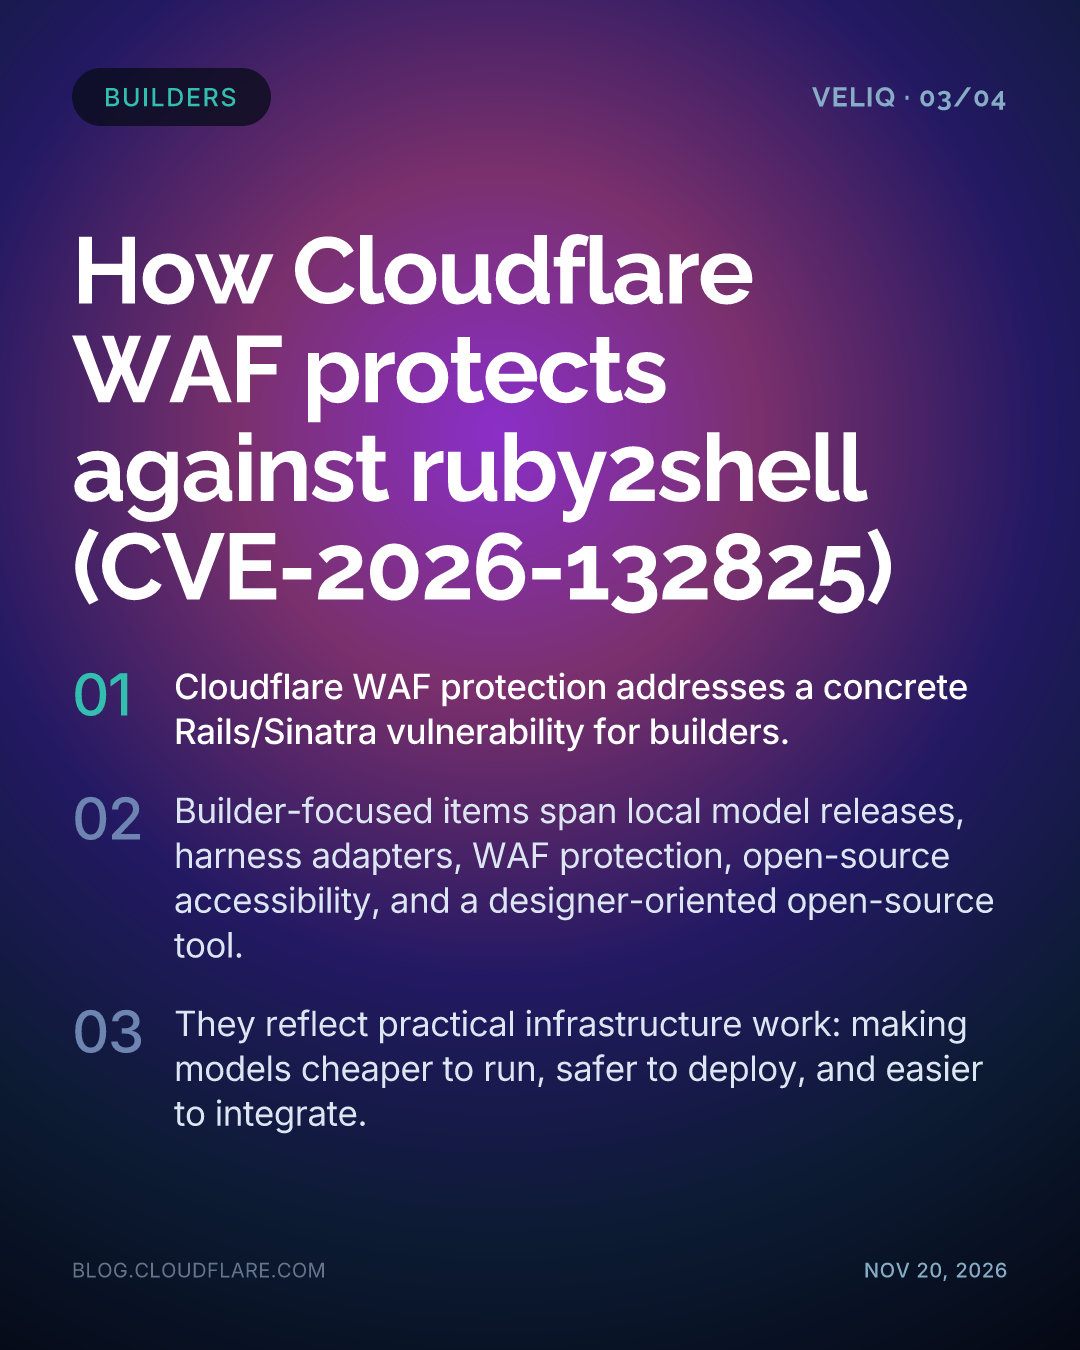 BUILDERS
VELIQ · 03/04
How Cloudflare
WAF protects
against ruby2shell
(CVE-2026-132825)
01
Cloudflare WAF protection addresses a concrete
Rails/Sinatra vulnerability for builders.
02
Builder-focused items span local model releases,
harness adapters, WAF protection, open-source
accessibility, and a designer-oriented open-source
tool.
03
They reflect practical infrastructure work: making
models cheaper to run, safer to deploy, and easier
to integrate.
BLOG.CLOUDFLARE.COM
NOV 20, 2026